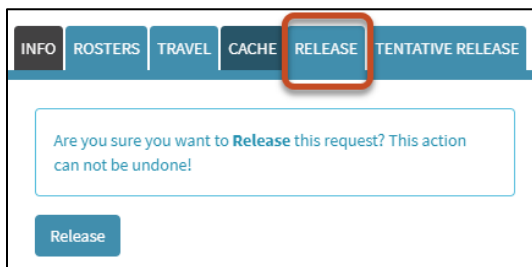 INFO ROSTERS TRAVEL CACHE RELEASE TENTATIVE RELEASE
Are you sure you want to Release this request? This action
can not be undone!
Release